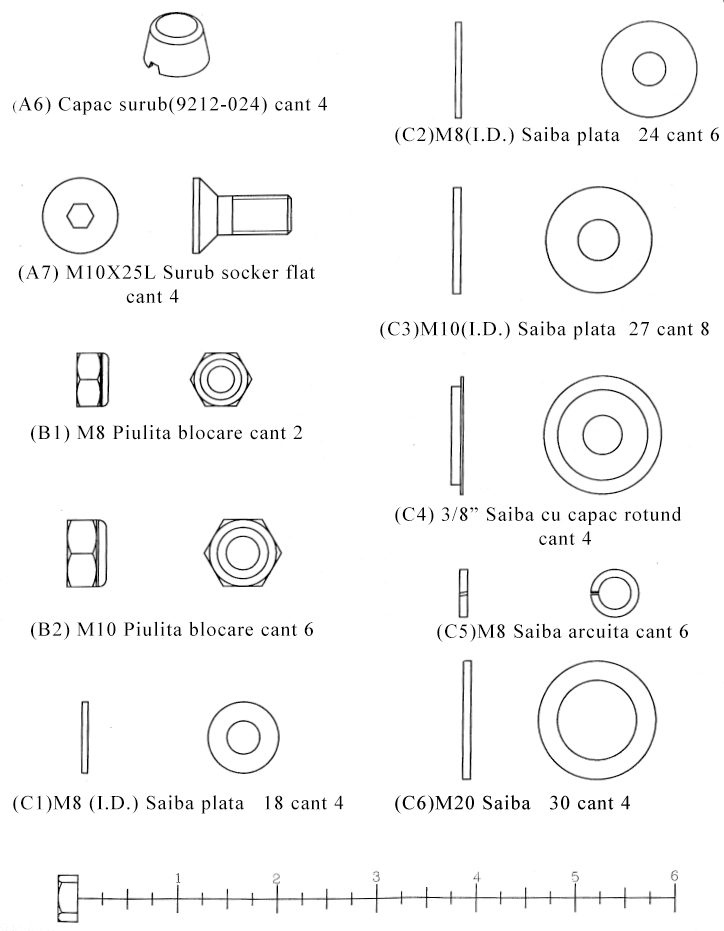 (A6) Capac surub(9212-024) cant 4
(A7) M10X25L Surub socker flat
cant 4
(B1) M8 Piulita blocare cant 2
(B2) M10 Piulita blocare cant 6
(C1)M8 (I.D.) Saiba plata 18 cant 4
(C2)M8(I.D.) Saiba plata 24 cant 6
(C3)M10(I.D.) Saiba plata 27 cant 8
(C4) 3/8” Saiba cu capac rotund
cant 4
(C5)M8 Saiba arcuita cant 6
(C6)M20 Saiba 30 cant 4
1 2 3 4 5 6